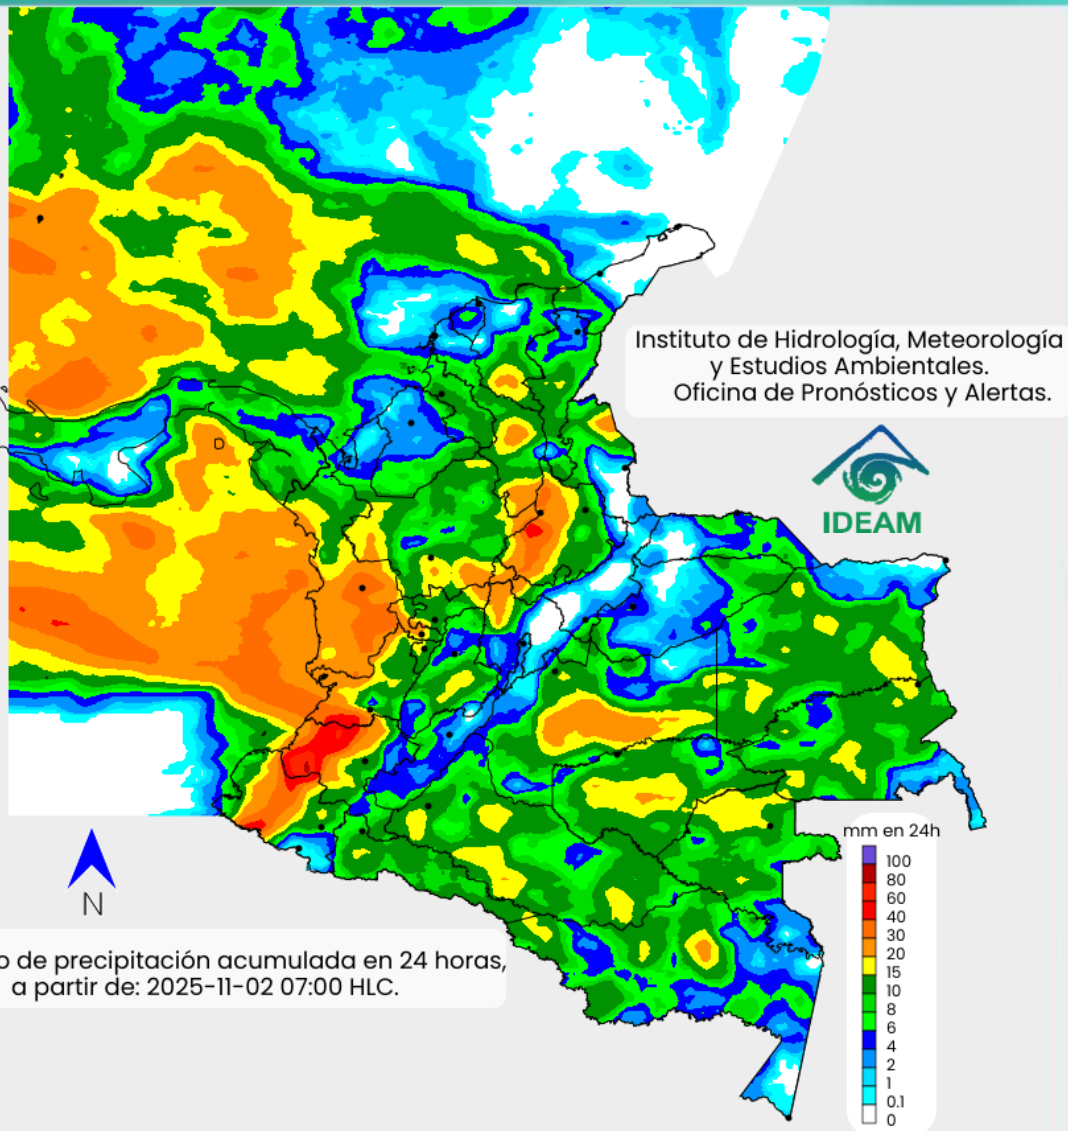 Instituto de Hidrología, Meteorología
y Estudios Ambientales.
Oficina de Pronósticos y Alertas.
IDEAM
mm en 24h
100
80
60
40
30
20
15
10
8
6
4
2
1
0.1
0
N
o de precipitación acumulada en 24 horas,
a partir de: 2025-11-02 07:00 HLC.